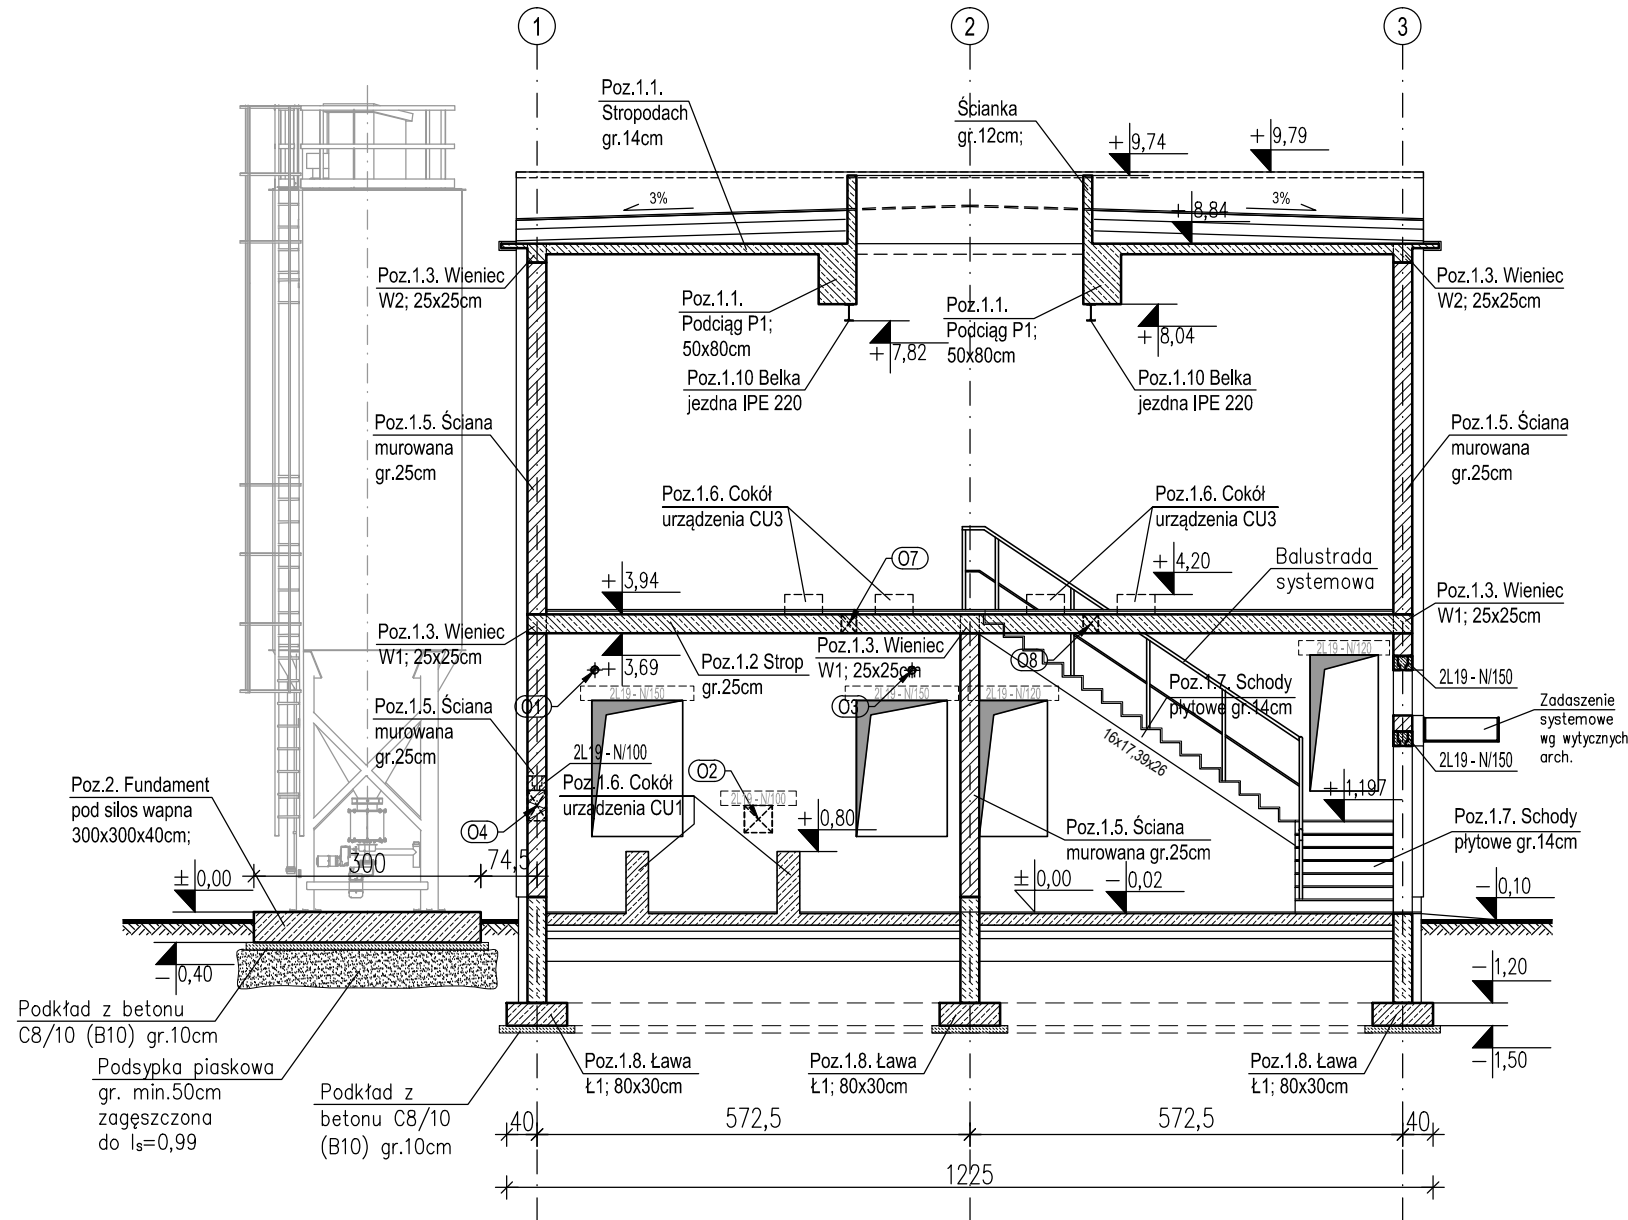 1
2
3
Poz.1.1.
Stropodach
gr.14cm
Ścianka
gr.12cm;
+9,74
+9,79
3%
3%
+8,84
Poz.1.3. Wieniec
W2; 25x25cm
Poz.1.1.
Podciąg P1;
50x80cm
Poz.1.1.
Podciąg P1;
50x80cm
Poz.1.3. Wieniec
W2; 25x25cm
+7,82
+8,04
Poz.1.10 Belka
jezdna IPE 220
Poz.1.10 Belka
jezdna IPE 220
Poz.1.5. Ściana
murowana
gr.25cm
Poz.1.5. Ściana
murowana
gr.25cm
Poz.1.6. Cokół
urządzenia CU3
Poz.1.6. Cokół
urządzenia CU3
O7
+3,94
+4,20
Balustrada
systemowa
Poz.1.3. Wieniec
W1; 25x25cm
Poz.1.3. Wieniec
W1; 25x25cm
+3,69
Poz.1.2 Strop
gr.25cm
Poz.1.3. Wieniec
W1; 25x25cm
O8
2L19 - N/120
2L19 - N/150
O1
2L19 - N/150
O3
2L19 - N/150
2L19 - N/120
Poz.1.7. Schody
płytowe gr.14cm
Zadaszenie
systemowe
wg wytycznych
arch.
Poz.1.5. Ściana
murowana
gr.25cm
16x17,39x26
2L19 - N/100
2L19 - N/150
Poz.2. Fundament
pod silos wapna
300x300x40cm;
Poz.1.6. Cokół
urządzenia CU1
O2
2L19 - N/100
+1,197
O4
+0,80
Poz.1.5. Ściana
murowana gr.25cm
Poz.1.7. Schody
płytowe gr.14cm
300
74,5
±0,00
±0,00
−0,02
−0,10
−0,40
−1,20
Podkład z betonu
C8/10 (B10) gr.10cm
Podsypka piaskowa
gr. min.50cm
zagęszczona
do Is=0,99
Podkład z
betonu C8/10
(B10) gr.10cm
Poz.1.8. Ława
Ł1; 80x30cm
Poz.1.8. Ława
Ł1; 80x30cm
Poz.1.8. Ława
Ł1; 80x30cm
−1,50
40
572,5
572,5
40
1225